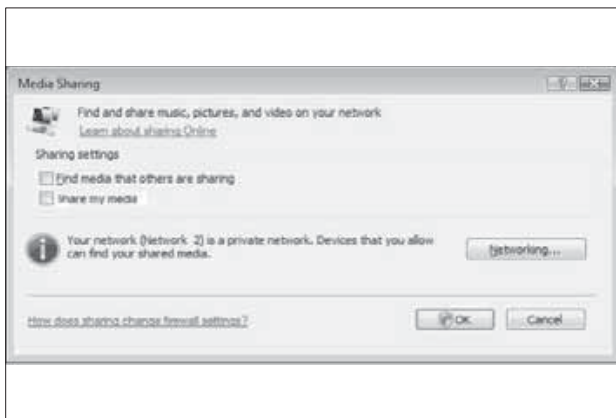 Media Sharing
Find and share music, pictures, and video on your network
Learn about sharing Online
Sharing settings
Find media that others are sharing
Share my media
Your network (Network 2) is a private network. Devices that you allow
can find your shared media.
Networking...
How does sharing change firewall settings?
OK
Cancel